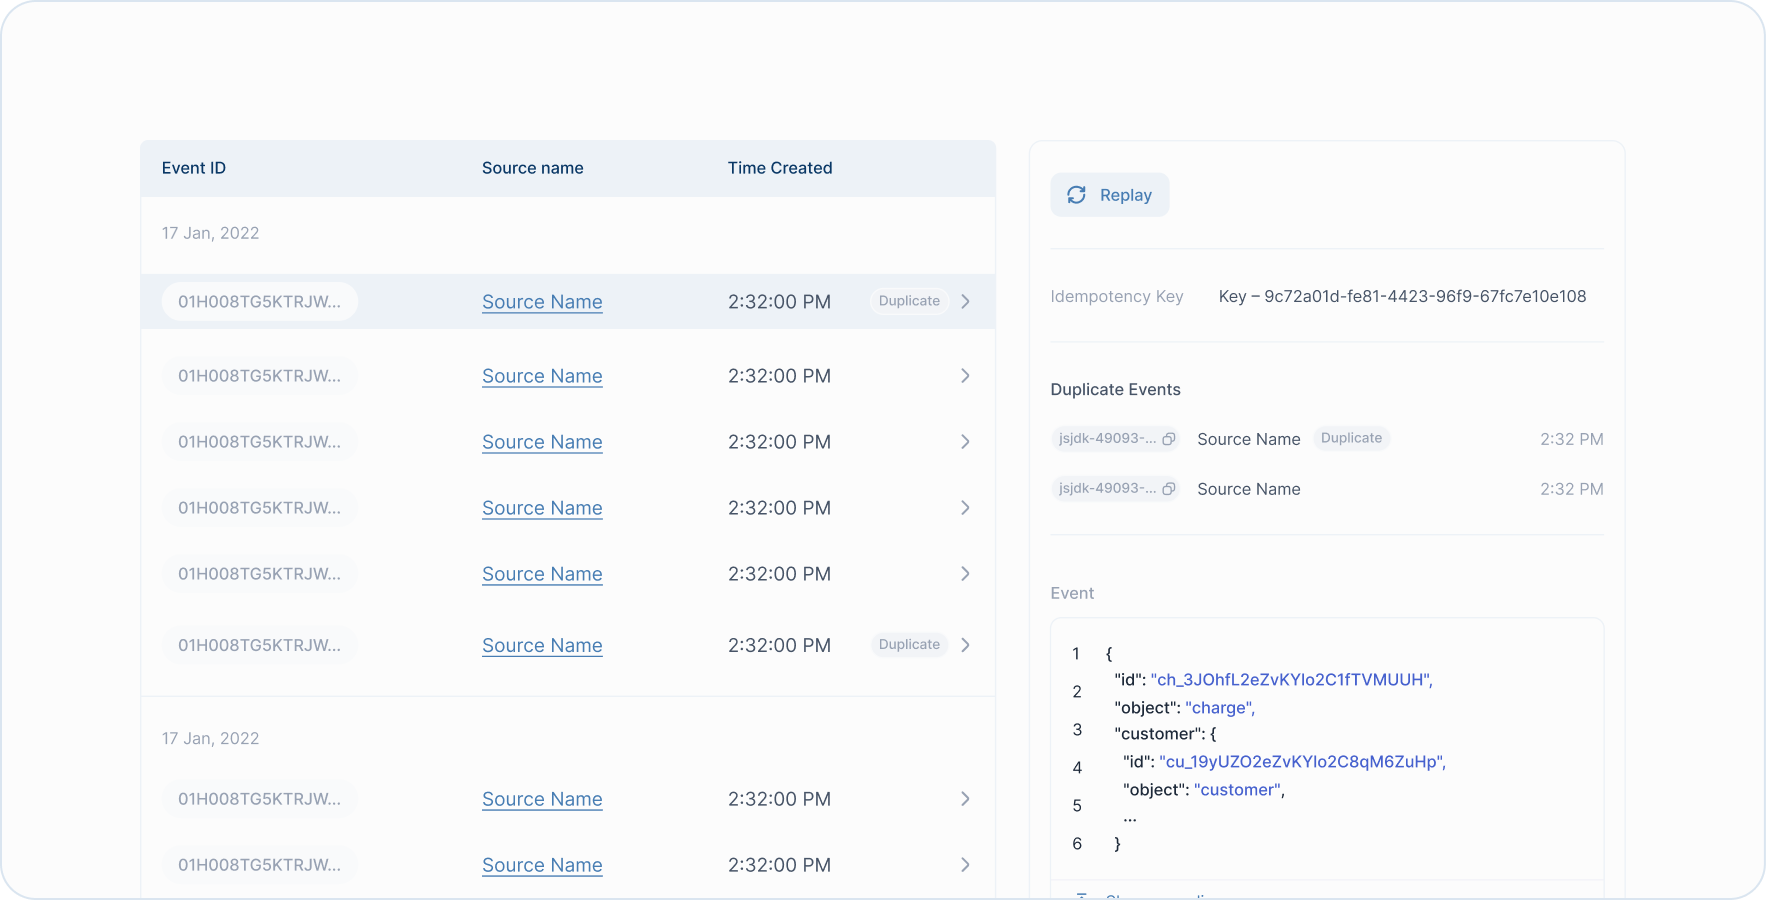 Event ID Source name Time Created
17 Jan, 2022
01H008TG5KTRJW... Source Name 2:32:00 PM Duplicate
01H008TG5KTRJW... Source Name 2:32:00 PM
01H008TG5KTRJW... Source Name 2:32:00 PM
01H008TG5KTRJW... Source Name 2:32:00 PM
01H008TG5KTRJW... Source Name 2:32:00 PM
01H008TG5KTRJW... Source Name 2:32:00 PM Duplicate
17 Jan, 2022
01H008TG5KTRJW... Source Name 2:32:00 PM
01H008TG5KTRJW... Source Name 2:32:00 PM
Replay
Idempotency Key Key – 9c72a01d-fe81-4423-96f9-67fc7e10e108
Duplicate Events
jsjdk-49093-... Source Name Duplicate 2:32 PM
jsjdk-49093-... Source Name 2:32 PM
Event
1 {
"id": "ch_3JOhfL2eZvKYlo2C1fTVMUUH",
2
"object": "charge",
3 "customer": {
"id": "cu_19yUZO2eZvKYlo2C8qM6ZuHp",
4
"object": "customer",
5
...
6 }